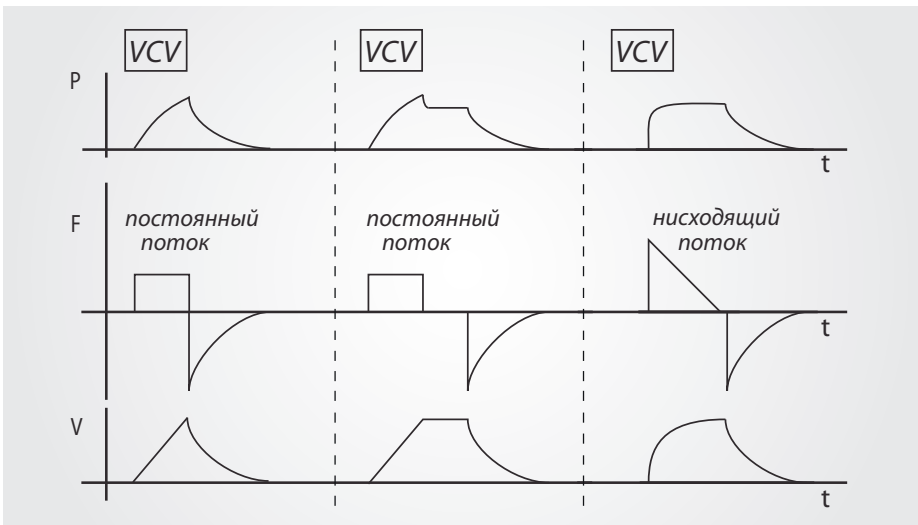 VCV VCV VCV
P
t
F
постоянный
поток
постоянный
поток
нисходящий
поток
t
V
t